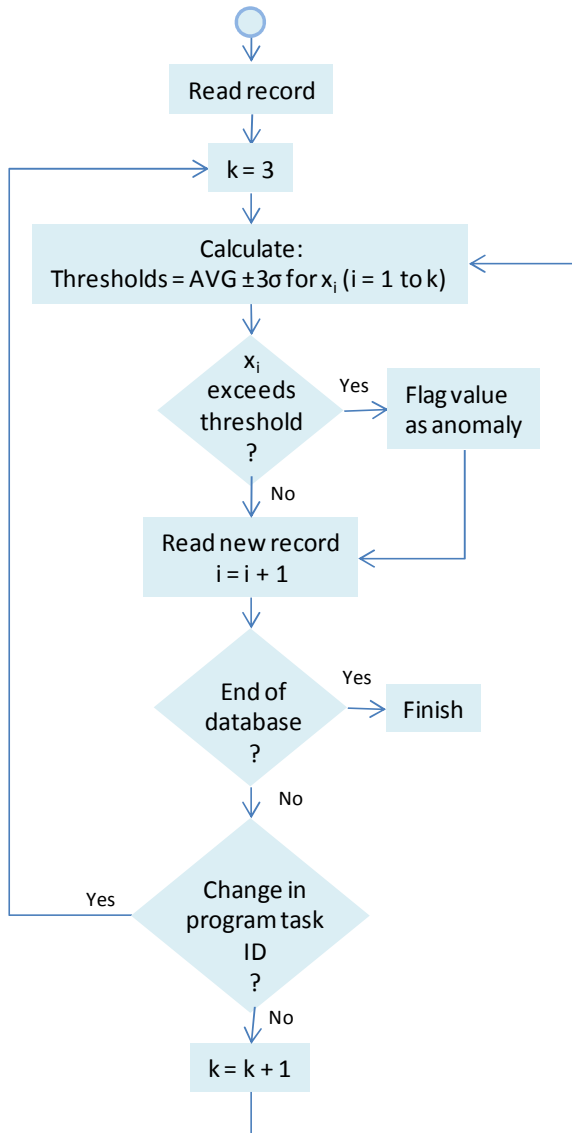 Read record
k = 3
Calculate:
Thresholds = AVG ±3σ for xᵢ (i = 1 to k)
xᵢ
exceeds
threshold
?
Yes
Flag value
as anomaly
No
Read new record
i = i + 1
End of
database
?
Yes
Finish
No
Change in
program task
ID
?
Yes
No
k = k + 1